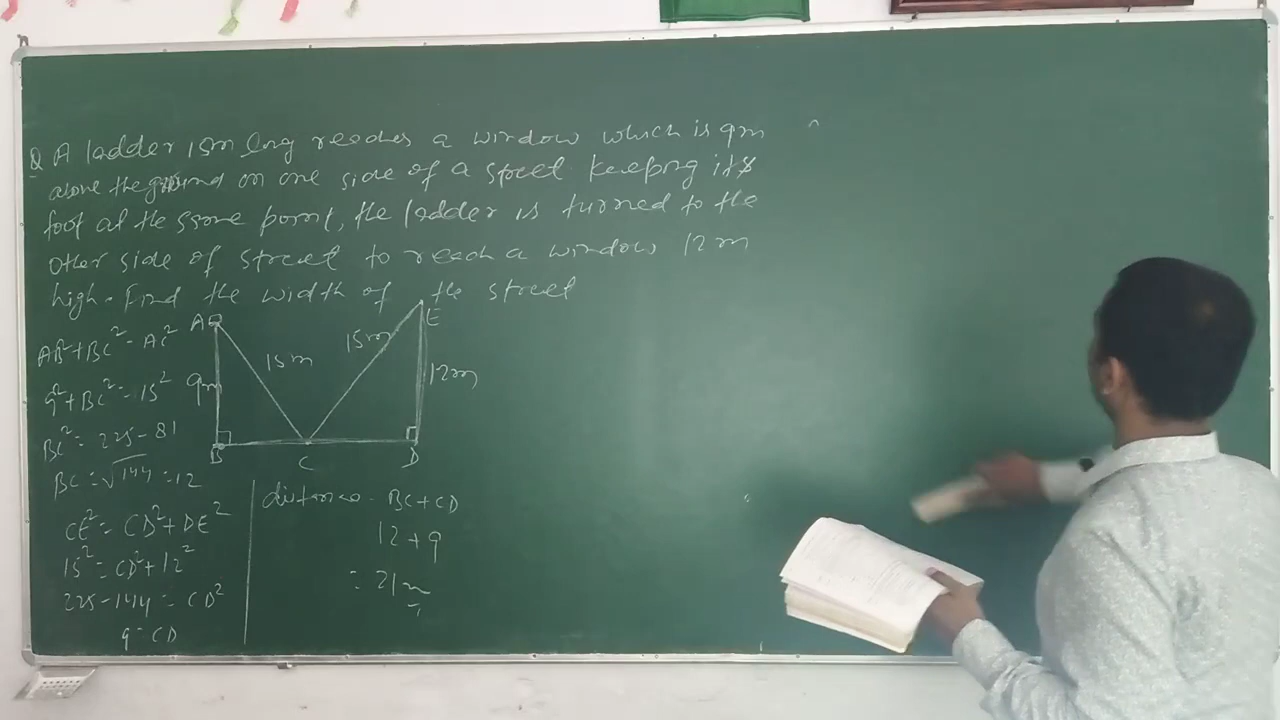 Q A ladder 15m long reaches a window which is 9m
above the ground on one side of a street keeping its
foot at the same point, the ladder is turned to the
other side of street to reach a window 12m
high. Find the width of the street
A
E
15m
15m
9m
12m
B
C
D
AB²+BC²=AC²
9²+BC²=15²
BC²=225-81
BC=√144=12
CE²=CD²+DE²
15²=CD²+12²
225-144=CD²
9=CD
distance = BC+CD
12+9
=21m